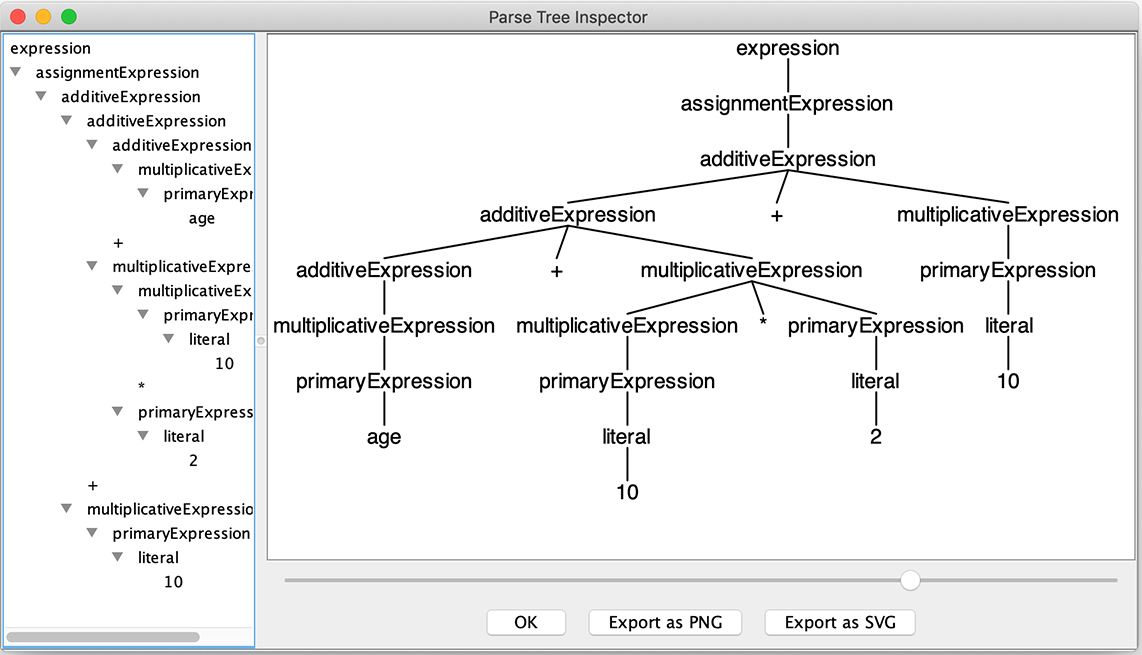 Parse Tree Inspector
expression
assignmentExpression
additiveExpression
additiveExpression
additiveExpression
multiplicativeEx
primaryExpr
age
+
multiplicativeExpre
multiplicativeEx
primaryExpr
literal
10
*
primaryExpress
literal
2
+
multiplicativeExpressio
primaryExpression
literal
10
expression
assignmentExpression
additiveExpression
additiveExpression + multiplicativeExpression
additiveExpression + multiplicativeExpression primaryExpression
multiplicativeExpression multiplicativeExpression * primaryExpression literal
primaryExpression primaryExpression literal 10
age literal 2
10
OK Export as PNG Export as SVG